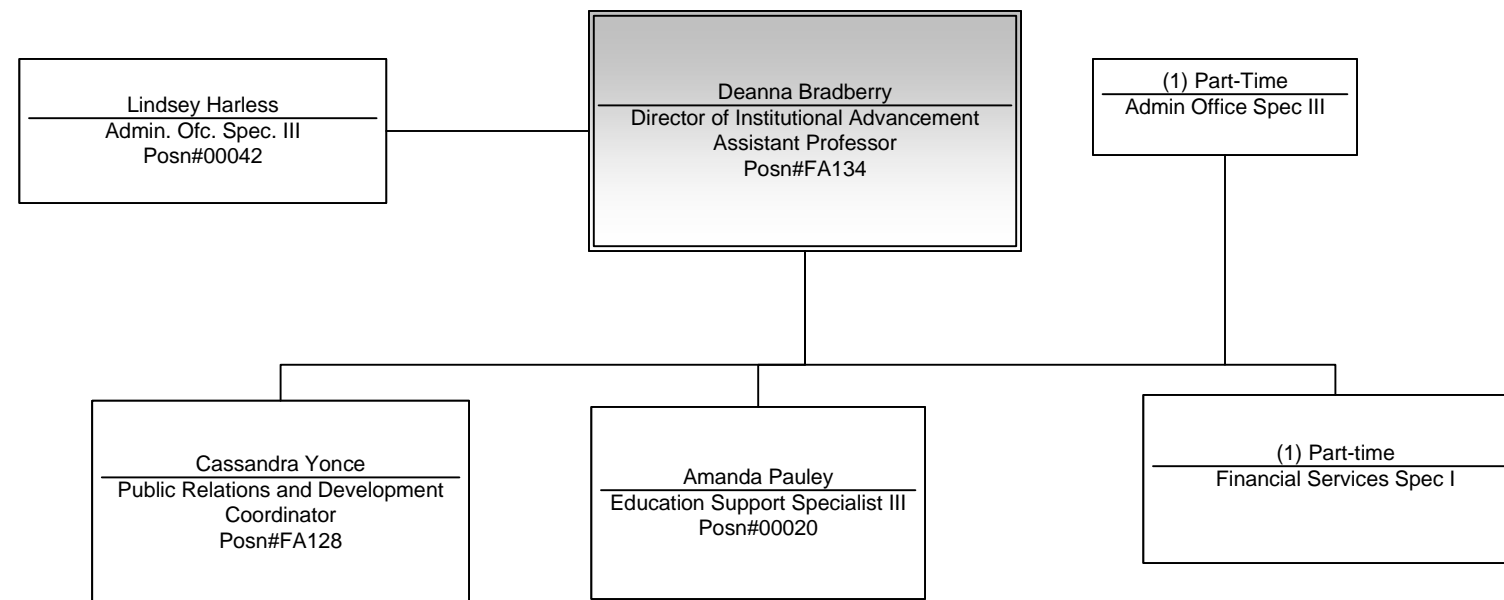 Lindsey Harless
Admin. Ofc. Spec. III
Posn#00042
Deanna Bradberry
Director of Institutional Advancement
Assistant Professor
Posn#FA134
(1) Part-Time
Admin Office Spec III
Cassandra Yonce
Public Relations and Development
Coordinator
Posn#FA128
Amanda Pauley
Education Support Specialist III
Posn#00020
(1) Part-time
Financial Services Spec I